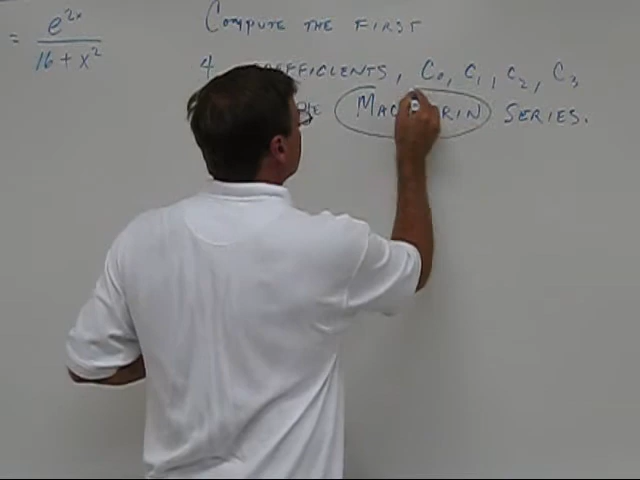 = e^2x / 16 + x^2
COMPUTE THE FIRST
4 COEFFICIENTS, C0, C1, C2, C3
SERIES.